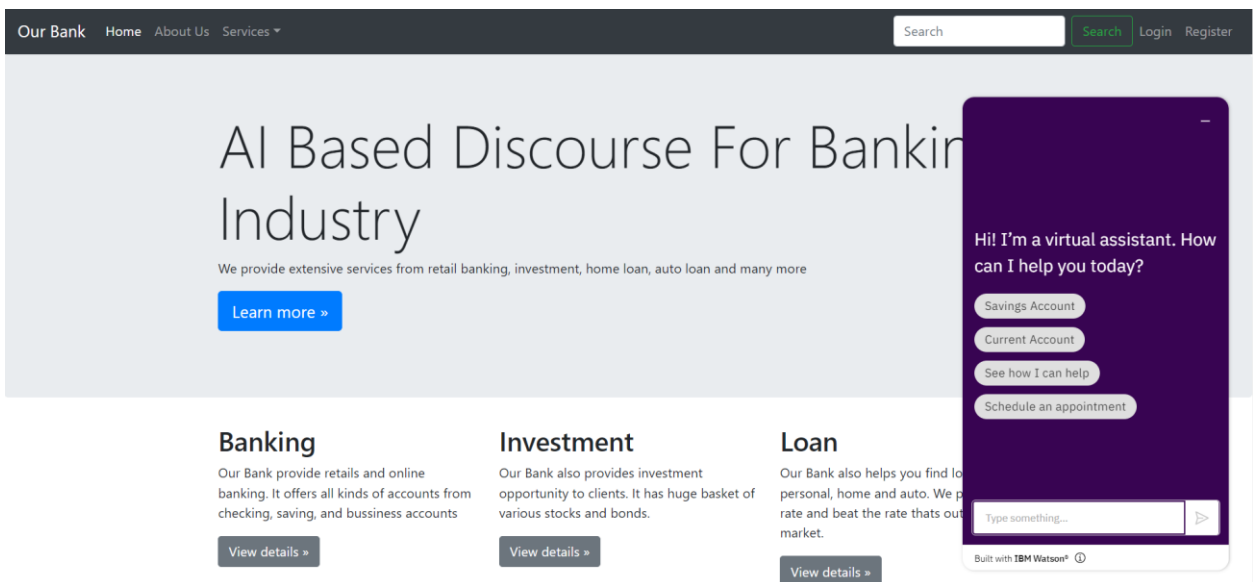 Our Bank Home About Us Services Search Search Login Register
AI Based Discourse For Bankin
Industry
We provide extensive services from retail banking, investment, home loan, auto loan and many more
Learn more »
Banking
Our Bank provide retails and online
banking. It offers all kinds of accounts from
checking, saving, and bussiness accounts
View details »
Investment
Our Bank also provides investment
opportunity to clients. It has huge basket of
various stocks and bonds.
View details »
Loan
Our Bank also helps you find lo
personal, home and auto. We p
rate and beat the rate thats out
market.
View details »
Hi! I'm a virtual assistant. How
can I help you today?
Savings Account
Current Account
See how I can help
Schedule an appointment
Type something...
Built with IBM Watson®